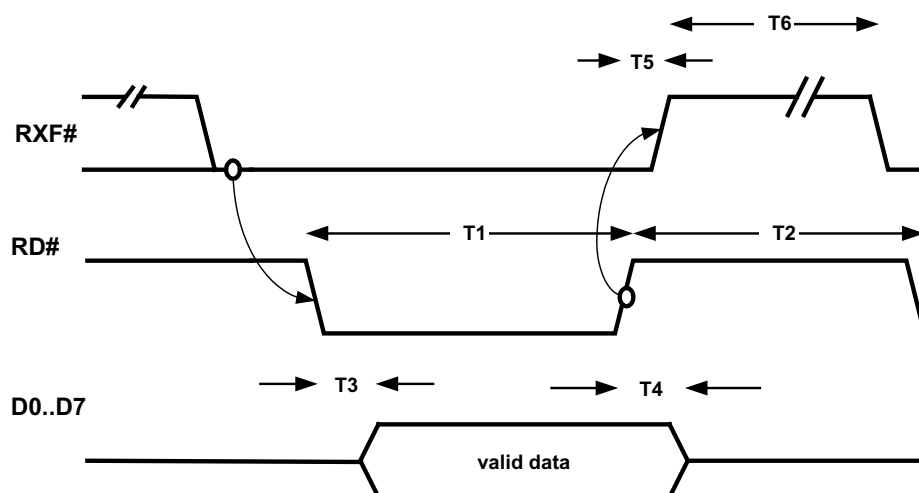 T6
T5
RXF#
T1
T2
RD#
T3
T4
D0..D7
valid data